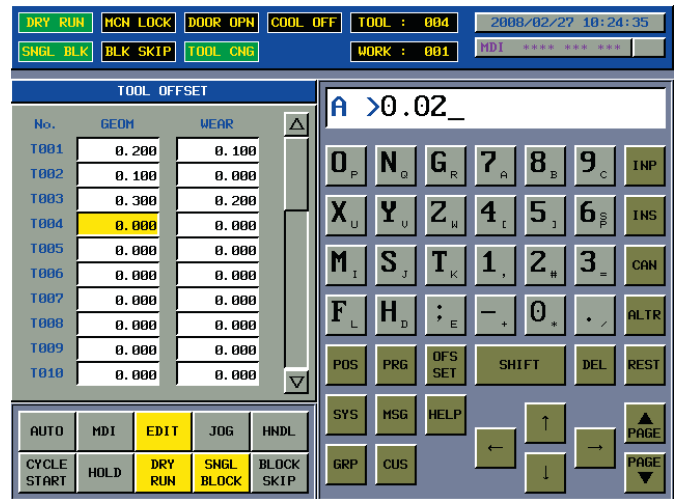 DRY RUN MCN LOCK DOOR OPN COOL OFF TOOL : 004 2008/02/27 10:24:35
SNGL BLK BLK SKIP TOOL CNG WORK : 001 MDI **** *** ***
TOOL OFFSET
No. GEOM WEAR
T001 0.200 0.100
T002 0.100 0.000
T003 0.300 0.200
T004 0.000 0.000
T005 0.000 0.000
T006 0.000 0.000
T007 0.000 0.000
T008 0.000 0.000
T009 0.000 0.000
T010 0.000 0.000
AUTO MDI EDIT JOG HNDL
CYCLE START HOLD DRY RUN SNGL BLOCK BLOCK SKIP
A >0.02_
O P N Q G R 7 A 8 B 9 C INP
X U Y V Z W 4 [ 5 ] 6 SP INS
M I S J T K 1 , 2 # 3 = CAN
F L H D ; E - + 0 * . / ALTR
POS PRG OFS SET SHIFT DEL REST
SYS MSG HELP ↑ ▲ PAGE
GRP CUS ← ↓ → PAGE ▼